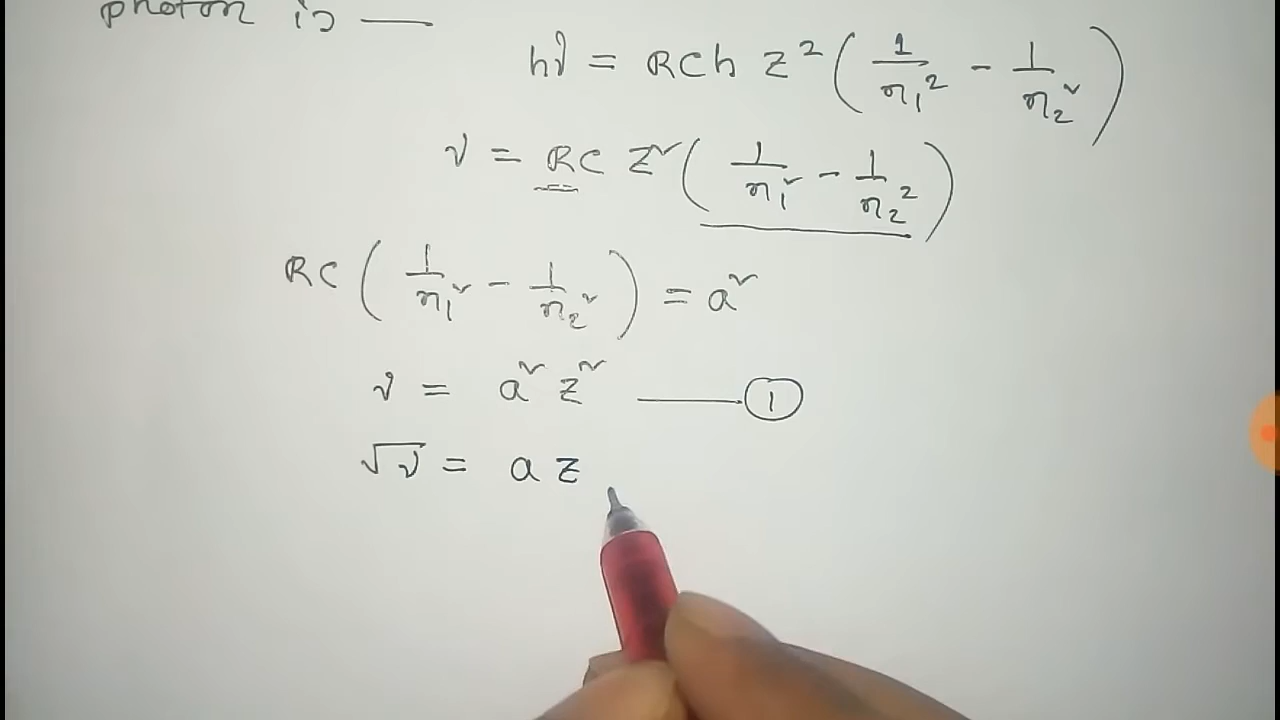 photon is —
hν = RCh Z² (1/n₁² - 1/n₂²)
ν = RC Z² (1/n₁² - 1/n₂²)
RC (1/n₁² - 1/n₂²) = a²
ν = a² z² — ①
√ν = a z